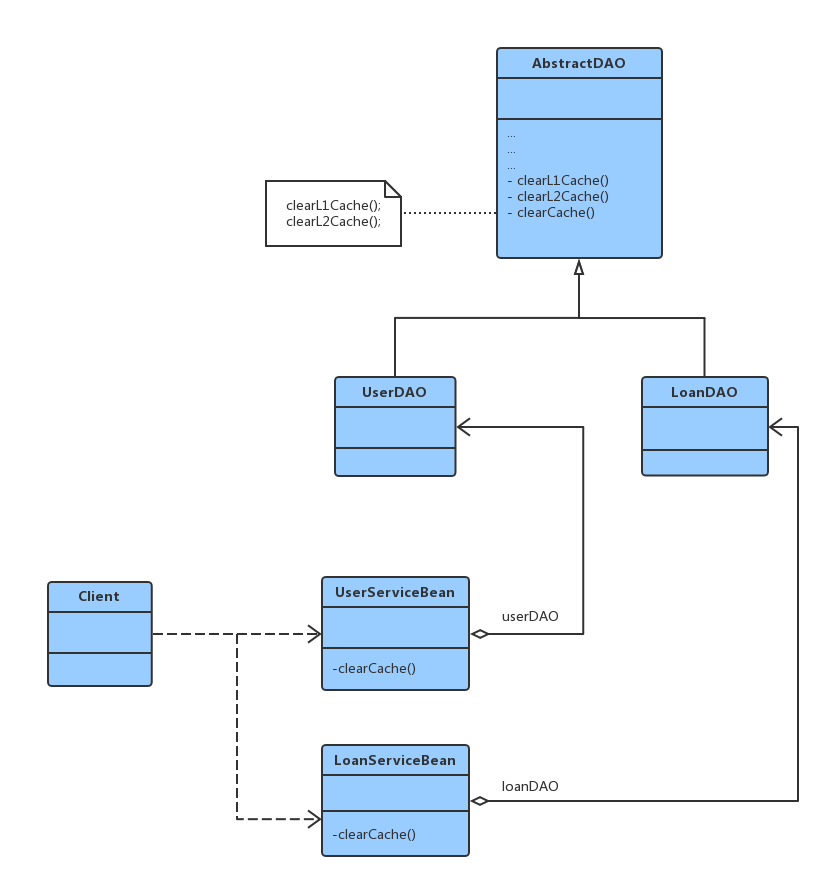 AbstractDAO
...
...
...
- clearL1Cache()
- clearL2Cache()
- clearCache()
clearL1Cache();
clearL2Cache();
UserDAO
LoanDAO
Client
UserServiceBean
-clearCache()
userDAO
LoanServiceBean
-clearCache()
loanDAO